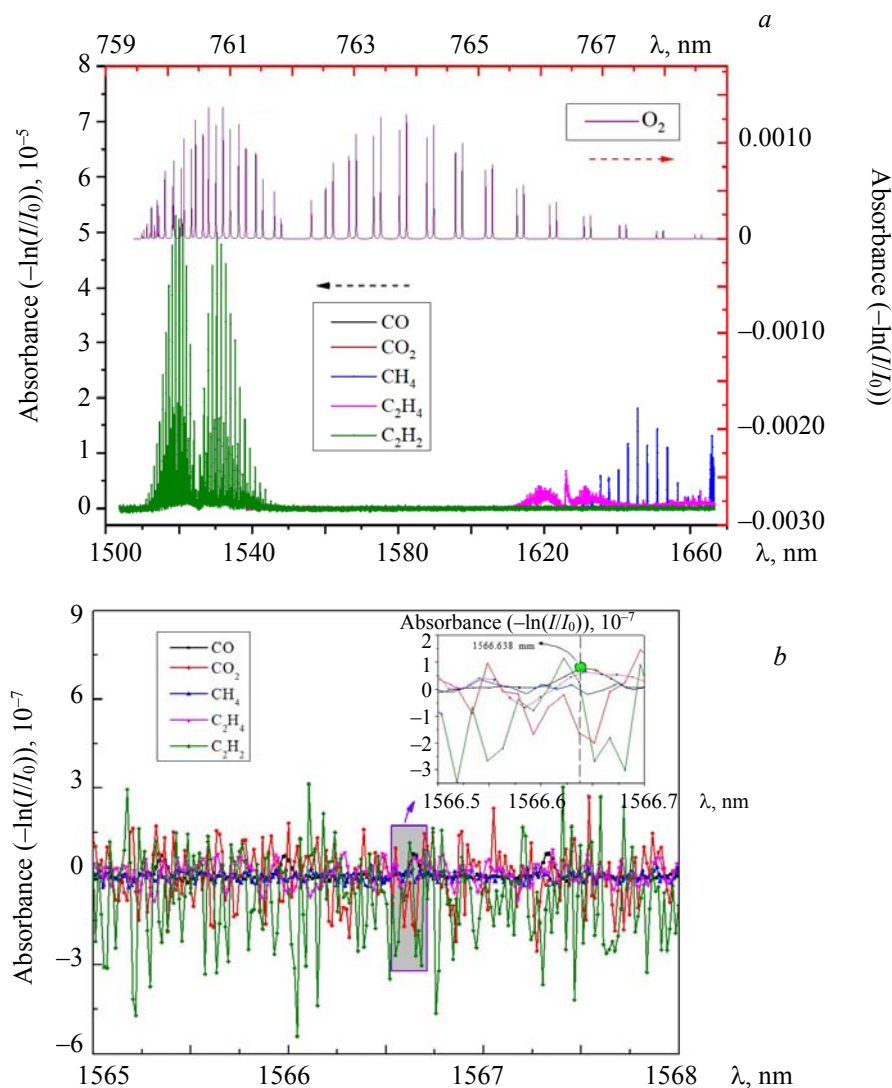 a
759 761 763 765 767 λ, nm
8
7
6
5
4
3
2
1
0
Absorbance (–ln(I/I₀)), 10⁻⁵
O₂
0.0010
0
–0.0010
–0.0020
–0.0030
Absorbance (–ln(I/I₀))
CO
CO₂
CH₄
C₂H₄
C₂H₂
1500 1540 1580 1620 1660 λ, nm
b
9
6
3
0
–3
–6
Absorbance (–ln(I/I₀)), 10⁻⁷
CO
CO₂
CH₄
C₂H₄
C₂H₂
Absorbance (–ln(I/I₀)), 10⁻⁷
1566.638 mm
2
1
0
–1
–2
–3
1566.5 1566.6 1566.7 λ, nm
1565 1566 1567 1568 λ, nm